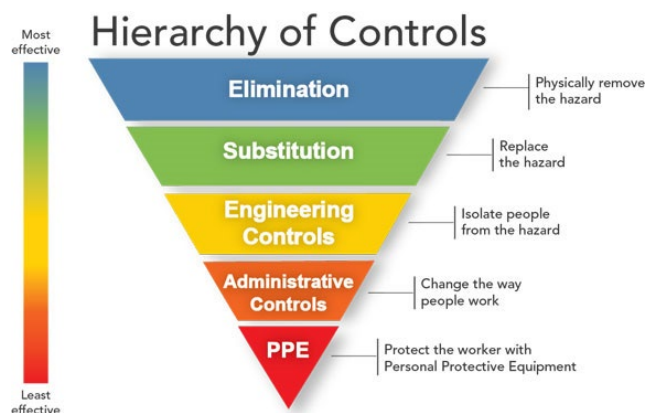 Most
effective
Hierarchy of Controls
Elimination
Physically remove
the hazard
Substitution
Replace
the hazard
Engineering
Controls
Isolate people
from the hazard
Administrative
Controls
Change the way
people work
PPE
Protect the worker with
Personal Protective Equipment
Least
effective